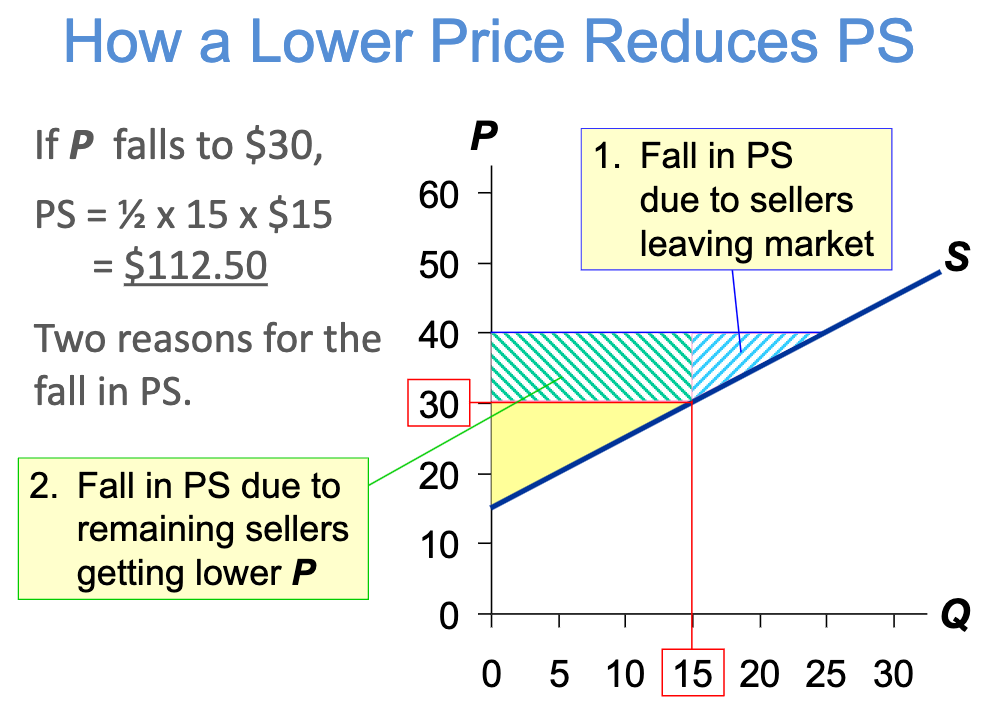 How a Lower Price Reduces PS
If P falls to $30,
PS = ½ x 15 x $15
= $112.50
Two reasons for the
fall in PS.
P
1. Fall in PS
due to sellers
leaving market
S
60
50
40
30
20
10
0
2. Fall in PS due to
remaining sellers
getting lower P
Q
0 5 10 15 20 25 30